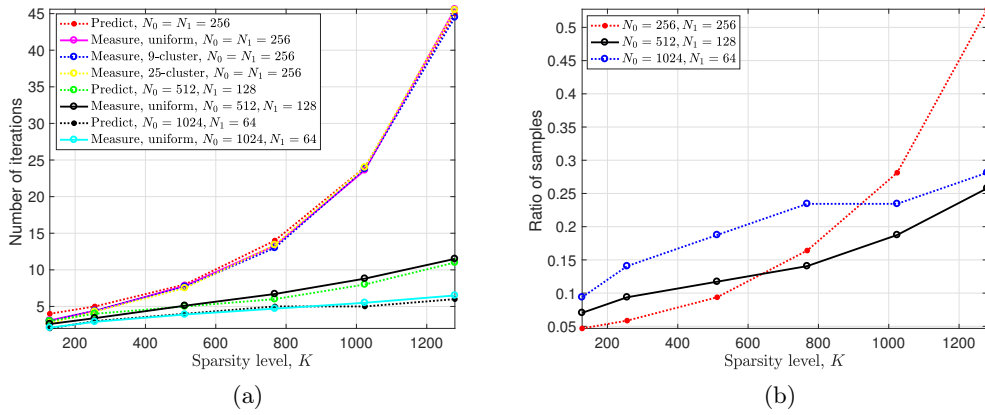 45
40
35
30
25
20
15
10
5
Number of iterations
Predict, N₀ = N₁ = 256
Measure, uniform, N₀ = N₁ = 256
Measure, 9-cluster, N₀ = N₁ = 256
Measure, 25-cluster, N₀ = N₁ = 256
Predict, N₀ = 512, N₁ = 128
Measure, uniform, N₀ = 512, N₁ = 128
Predict, N₀ = 1024, N₁ = 64
Measure, uniform, N₀ = 1024, N₁ = 64
200 400 600 800 1000 1200
Sparsity level, K
(a)
0.5
0.45
0.4
0.35
0.3
0.25
0.2
0.15
0.1
0.05
Ratio of samples
N₀ = 256, N₁ = 256
N₀ = 512, N₁ = 128
N₀ = 1024, N₁ = 64
200 400 600 800 1000 1200
Sparsity level, K
(b)